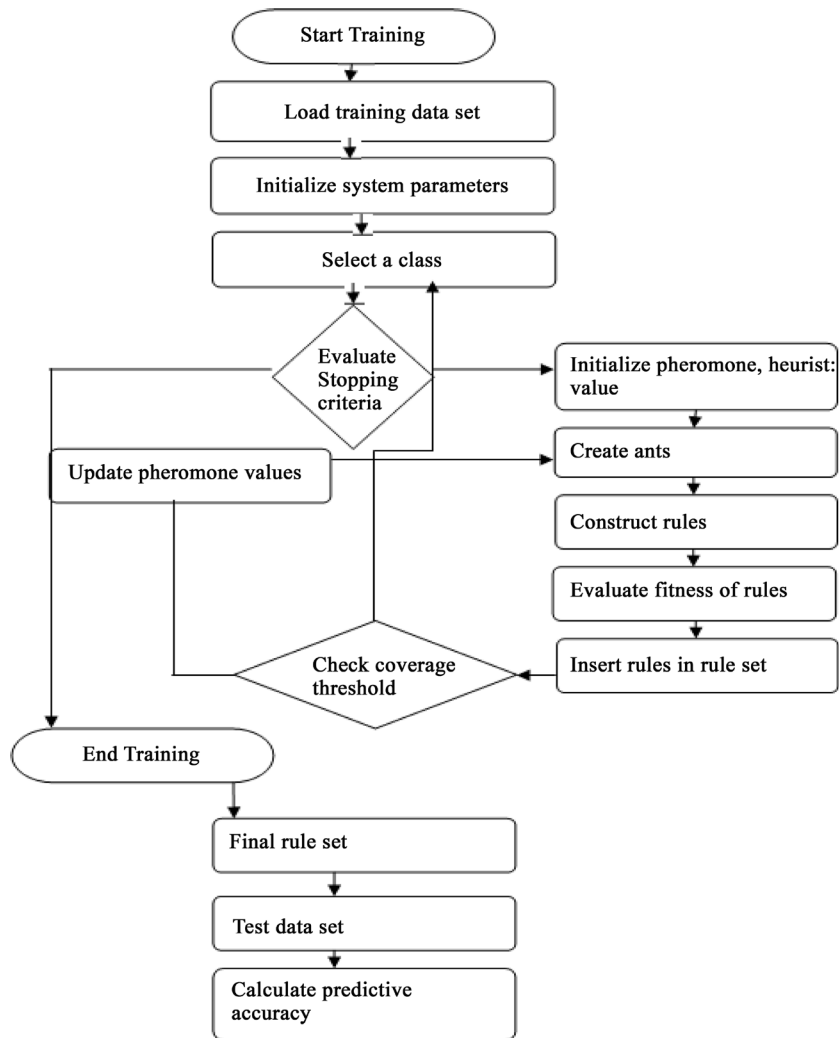 Start Training
Load training data set
Initialize system parameters
Select a class
Evaluate
Stopping
criteria
Initialize pheromone, heurist:
value
Update pheromone values
Create ants
Construct rules
Evaluate fitness of rules
Check coverage
threshold
Insert rules in rule set
End Training
Final rule set
Test data set
Calculate predictive
accuracy